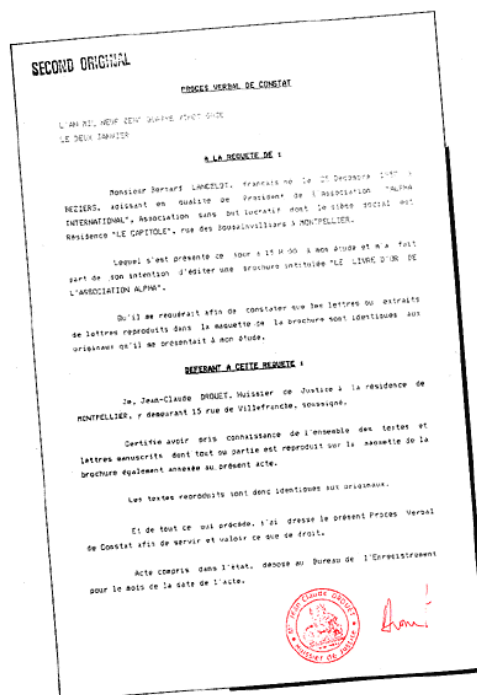 SECOND ORIGINAL
PROCES VERBAL DE CONSTAT
L'AN MIL NEUF CENT QUATRE VINGT ONZE
LE DEUX JANVIER
A LA REQUETE DE :
Monsieur Bernard LANCELOT, français né le Décembre à
BEZIERS, agissant en qualité de Président de l'Association "ALPHA
INTERNATIONAL", Association sans but lucratif dont le siège social est
Résidence "LE CAPITOLE", rue des à MONTPELLIER.
Lequel s'est présenté ce jour à 15 H à mon étude et m'a fait
part de son intention d'éditer une brochure intitulée "LE LIVRE D'OR DE
L'ASSOCIATION ALPHA".
Qu'il me requérait afin de constater que les lettres ou extraits
de lettres reproduits dans la maquette de la brochure sont identiques aux
originaux qu'il me présentait à mon étude.
DEFERANT A CETTE REQUETE :
Je, Jean-Claude DROUET, Huissier de Justice à la résidence de
MONTPELLIER, y demeurant 15 rue de Villefranche, soussigné.
Certifie avoir pris connaissance de l'ensemble des textes et
lettres manuscrits dont tout ou partie est reproduit sur la maquette de la
brochure également annexée au présent acte.
Les textes reproduits sont donc identiques aux originaux.
Et de tout ce qui précède, j'ai dressé le présent Procès Verbal
de Constat afin de servir et valoir ce que de droit.
Acte compris dans l'état, déposé au Bureau de l'Enregistrement
pour le mois de la date de l'acte.
Me Jean Claude DROUET
Huissier de Justice